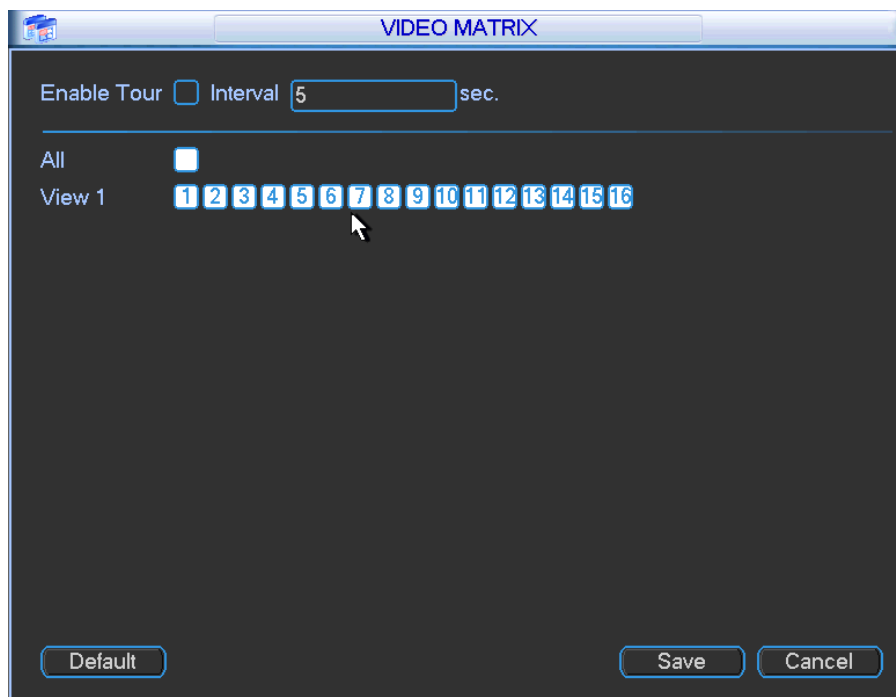 VIDEO MATRIX
Enable Tour Interval 5 sec.
All
View 1 1 2 3 4 5 6 7 8 9 10 11 12 13 14 15 16
Default Save Cancel